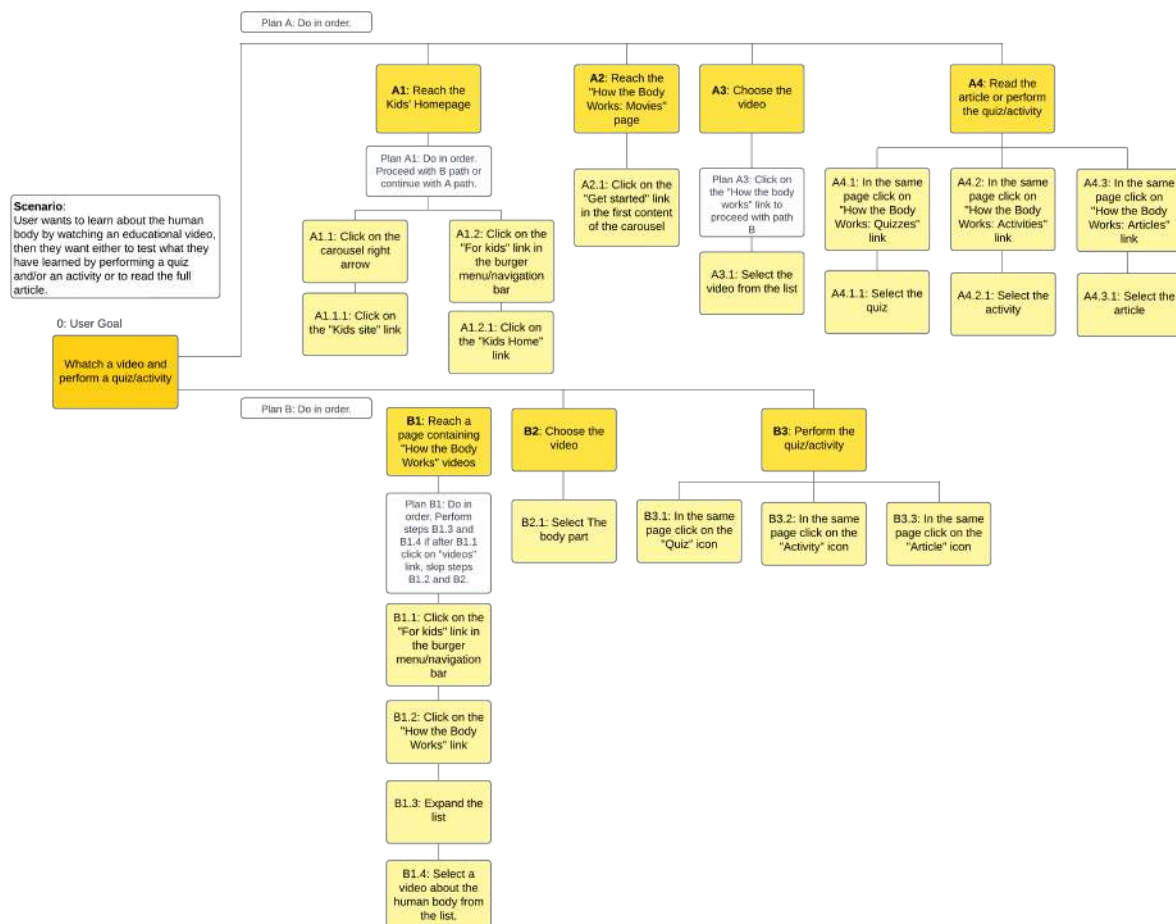 Plan A: Do in order.
A1: Reach the
Kids' Homepage
A2: Reach the
"How the Body
Works: Movies"
page
A3: Choose the
video
A4: Read the
article or perform
the quiz/activity
Plan A1: Do in order.
Proceed with B path or
continue with A path.
A2.1: Click on the
"Get started" link
in the first content
of the carousel
Plan A3: Click on
the "How the body
works" link to
proceed with path
B
A4.1: In the same
page click on
"How the Body
Works: Quizzes"
link
A4.2: In the same
page click on
"How the Body
Works: Activities"
link
A4.3: In the same
page click on
"How the Body
Works: Articles"
link
Scenario:
User wants to learn about the human
body by watching an educational video,
then they want either to test what they
have learned by performing a quiz
and/or an activity or to read the full
article.
A1.1: Click on the
carousel right
arrow
A1.2: Click on the
"For kids" link in
the burger
menu/navigation
bar
A3.1: Select the
video from the list
A4.1.1: Select the
quiz
A4.2.1: Select the
activity
A4.3.1: Select the
article
A1.1.1: Click on
the "Kids site" link
A1.2.1: Click on
the "Kids Home"
link
0: User Goal
Whatch a video and
perform a quiz/activity
Plan B: Do in order.
B1: Reach a
page containing
"How the Body
Works" videos
B2: Choose the
video
B3: Perform the
quiz/activity
Plan B1: Do in
order. Perform
steps B1.3 and
B1.4 if after B1.1
click on "videos"
link, skip steps
B1.2 and B2.
B2.1: Select The
body part
B3.1: In the same
page click on the
"Quiz" icon
B3.2: In the same
page click on the
"Activity" icon
B3.3: In the same
page click on the
"Article" icon
B1.1: Click on the
"For kids" link in
the burger
menu/navigation
bar
B1.2: Click on the
"How the Body
Works" link
B1.3: Expand the
list
B1.4: Select a
video about the
human body from
the list.